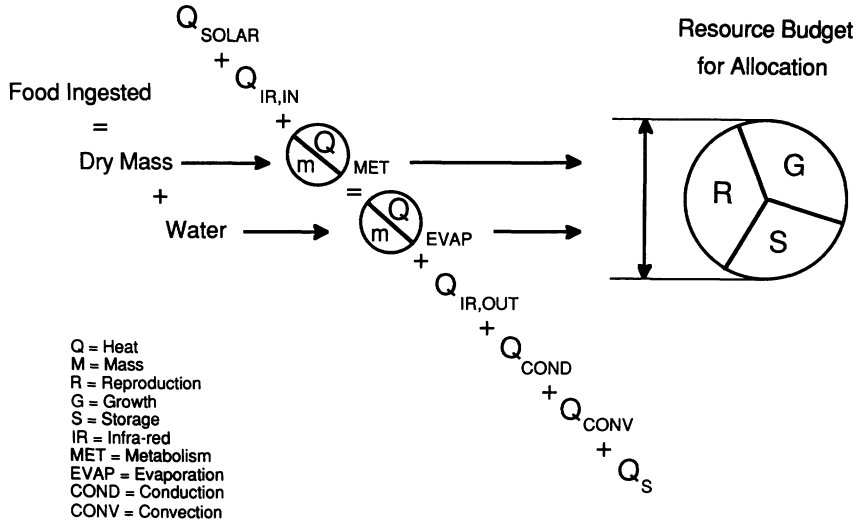 Q SOLAR
+
Q IR,IN
+
Food Ingested
=
Dry Mass
+
Water
Q
m
MET
=
Q
m
EVAP
+
Q IR,OUT
+
Q COND
+
Q CONV
+
Q S
Resource Budget
for Allocation
R
G
S
Q = Heat
M = Mass
R = Reproduction
G = Growth
S = Storage
IR = Infra-red
MET = Metabolism
EVAP = Evaporation
COND = Conduction
CONV = Convection